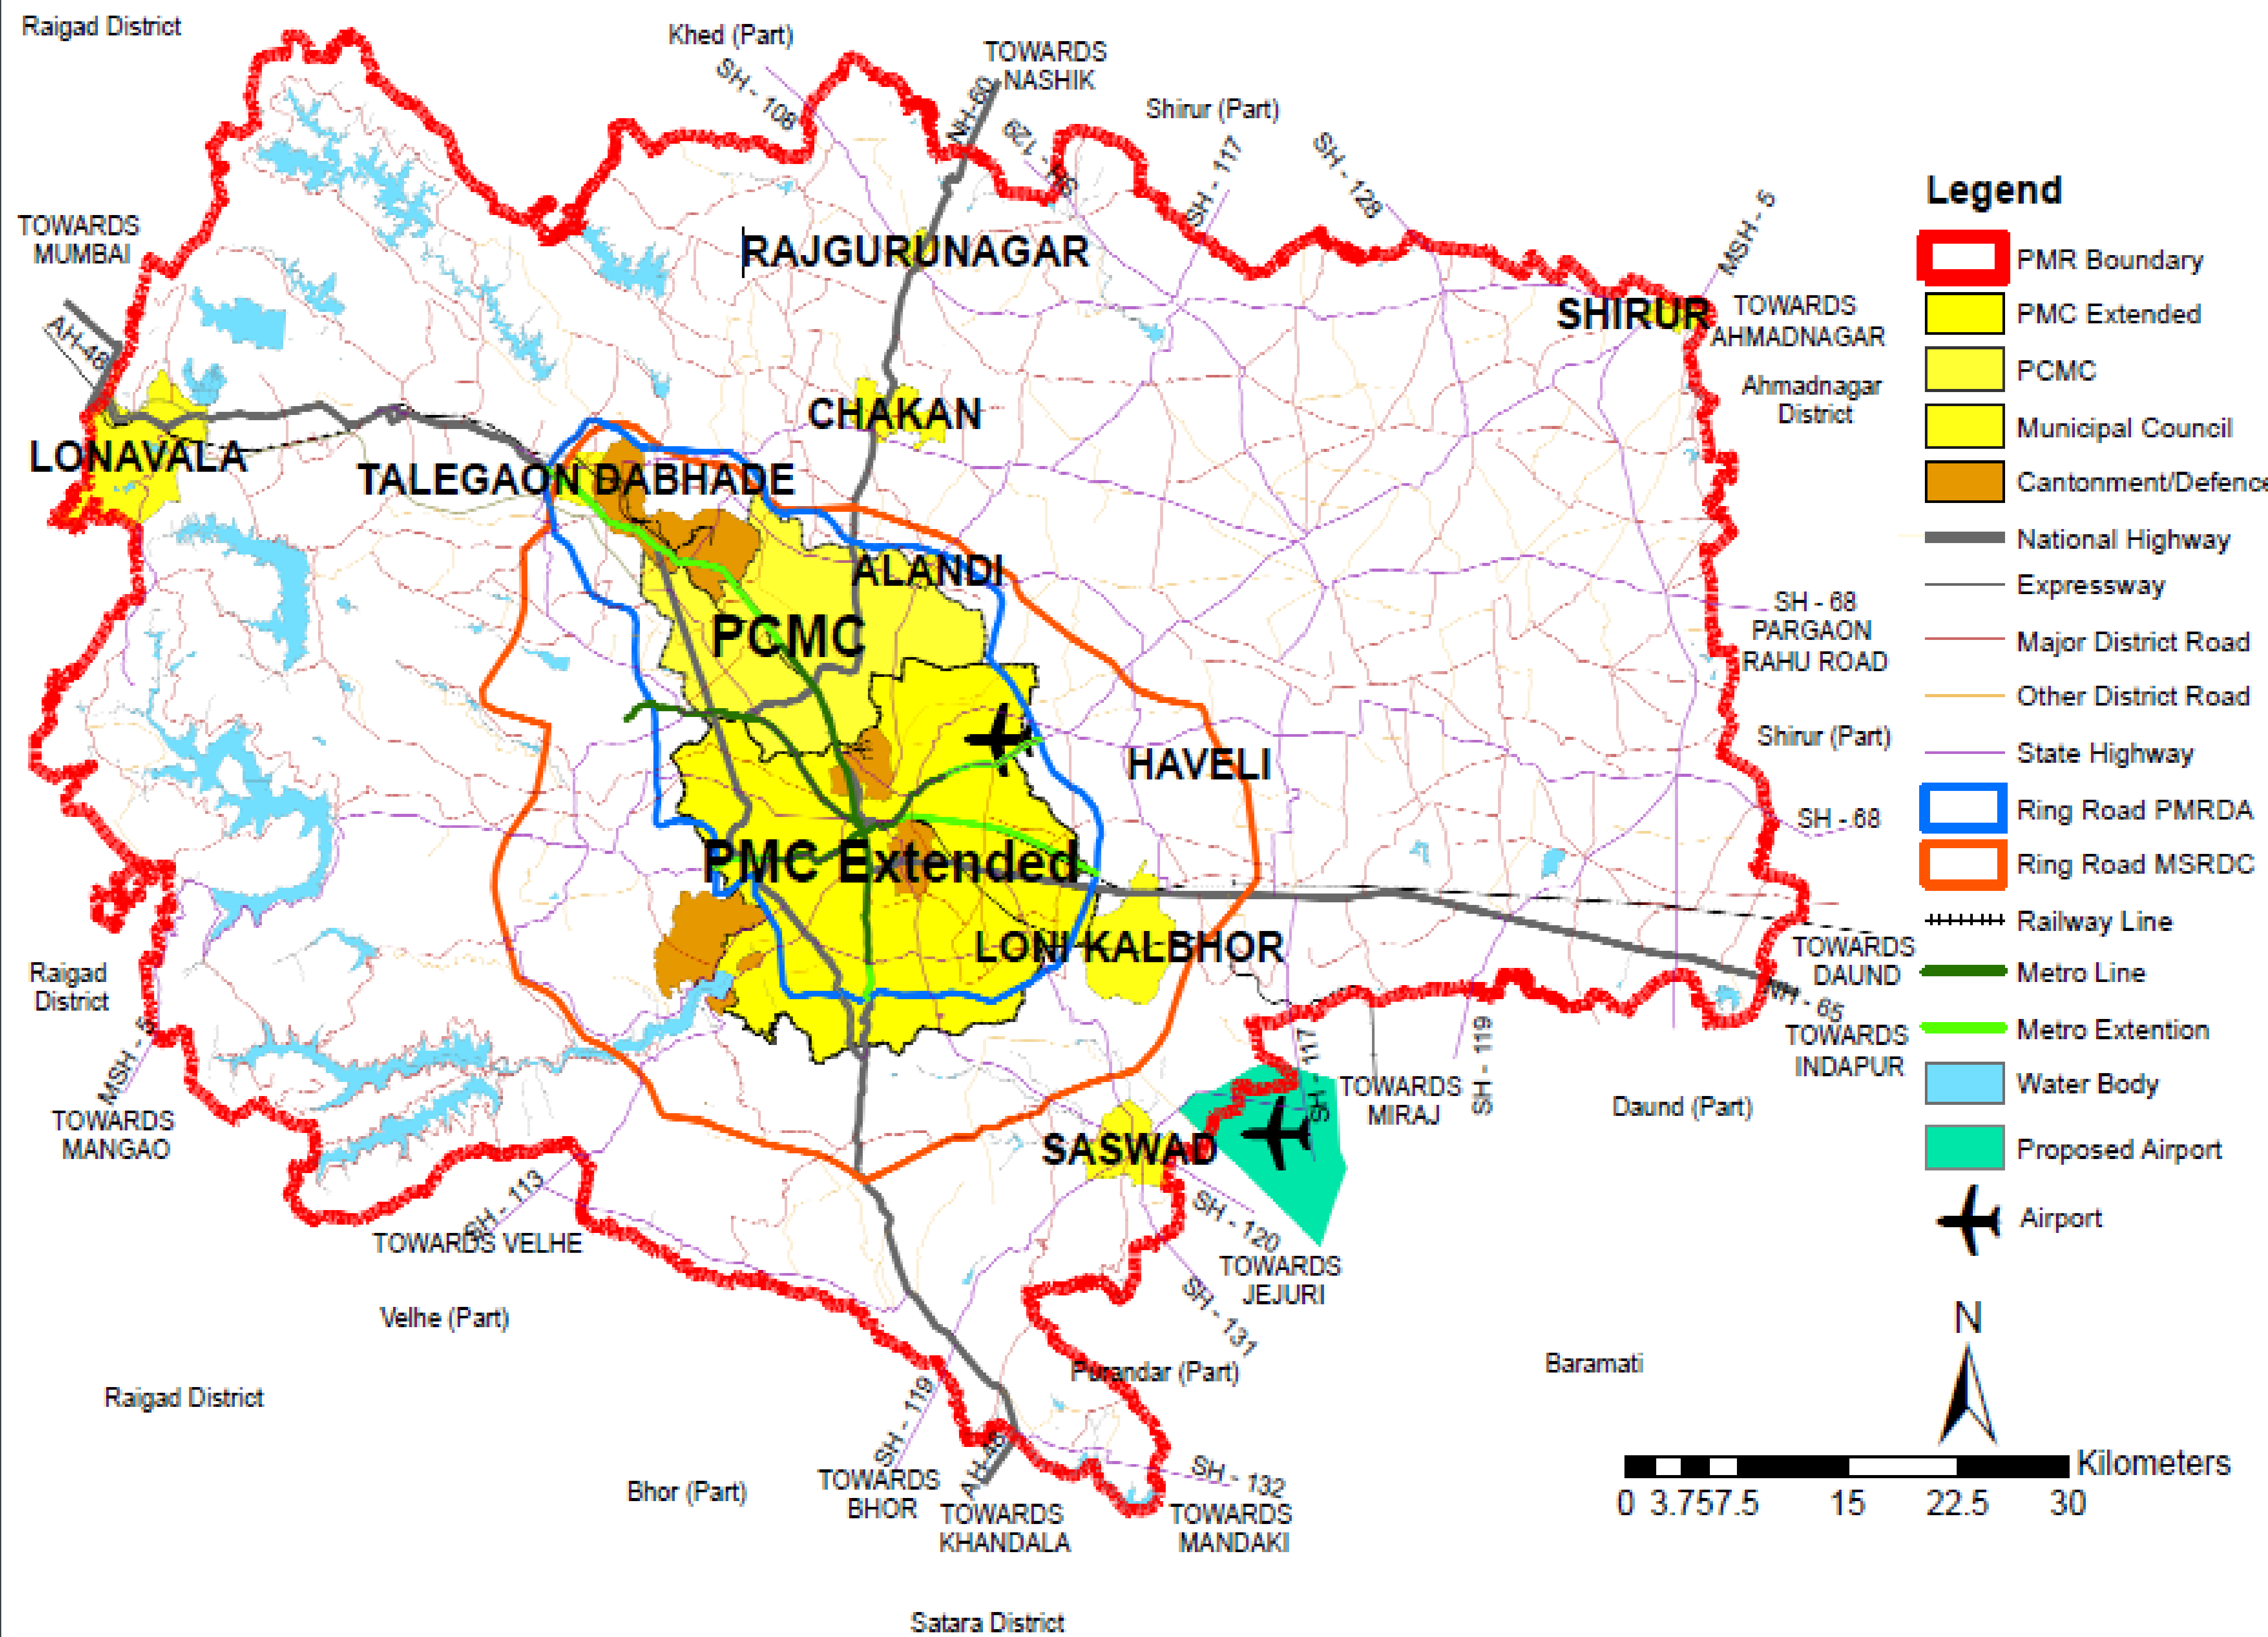 Raigad District
Khed (Part)
SH - 108
TOWARDS
NASHIK
NH-60
SH - 129
Shirur (Part)
SH - 117
SH - 128
MSH - 5
TOWARDS
MUMBAI
AH-48
RAJGURUNAGAR
SHIRUR
TOWARDS
AHMADNAGAR
Ahmadnagar
District
CHAKAN
LONAVALA
TALEGAON DABHADE
ALANDI
PCMC
SH - 68
PARGAON
RAHU ROAD
Shirur (Part)
HAVELI
SH - 68
PMC Extended
LONI KALBHOR
TOWARDS
DAUND
NH - 65
TOWARDS
INDAPUR
Raigad
District
MSH - 5
TOWARDS
MANGAO
SH - 117
SH - 119
TOWARDS
MIRAJ
Daund (Part)
SASWAD
SH - 113
TOWARDS VELHE
SH - 120
TOWARDS
JEJURI
SH - 131
Velhe (Part)
Purandar (Part)
Baramati
Raigad District
SH - 119
AH-48
SH - 132
Bhor (Part)
TOWARDS
BHOR
TOWARDS
KHANDALA
TOWARDS
MANDAKI
Satara District
Legend
PMR Boundary
PMC Extended
PCMC
Municipal Council
Cantonment/Defence
National Highway
Expressway
Major District Road
Other District Road
State Highway
Ring Road PMRDA
Ring Road MSRDC
Railway Line
Metro Line
Metro Extention
Water Body
Proposed Airport
Airport
N
Kilometers
0 3.757.5 15 22.5 30